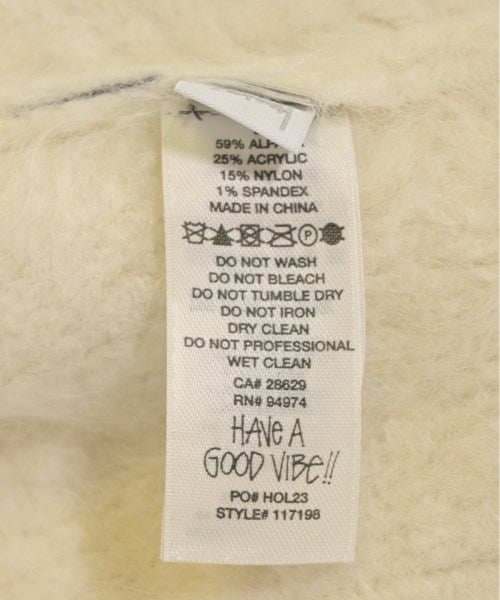 59%
25% ACRYLIC
15% NYLON
1% SPANDEX
MADE IN CHINA
P
DO NOT WASH
DO NOT BLEACH
DO NOT TUMBLE DRY
DO NOT IRON
DRY CLEAN
DO NOT PROFESSIONAL
WET CLEAN
CA# 28629
RN# 94974
HAVE A
GOOD VIBE!!
PO# HOL23
STYLE# 117198